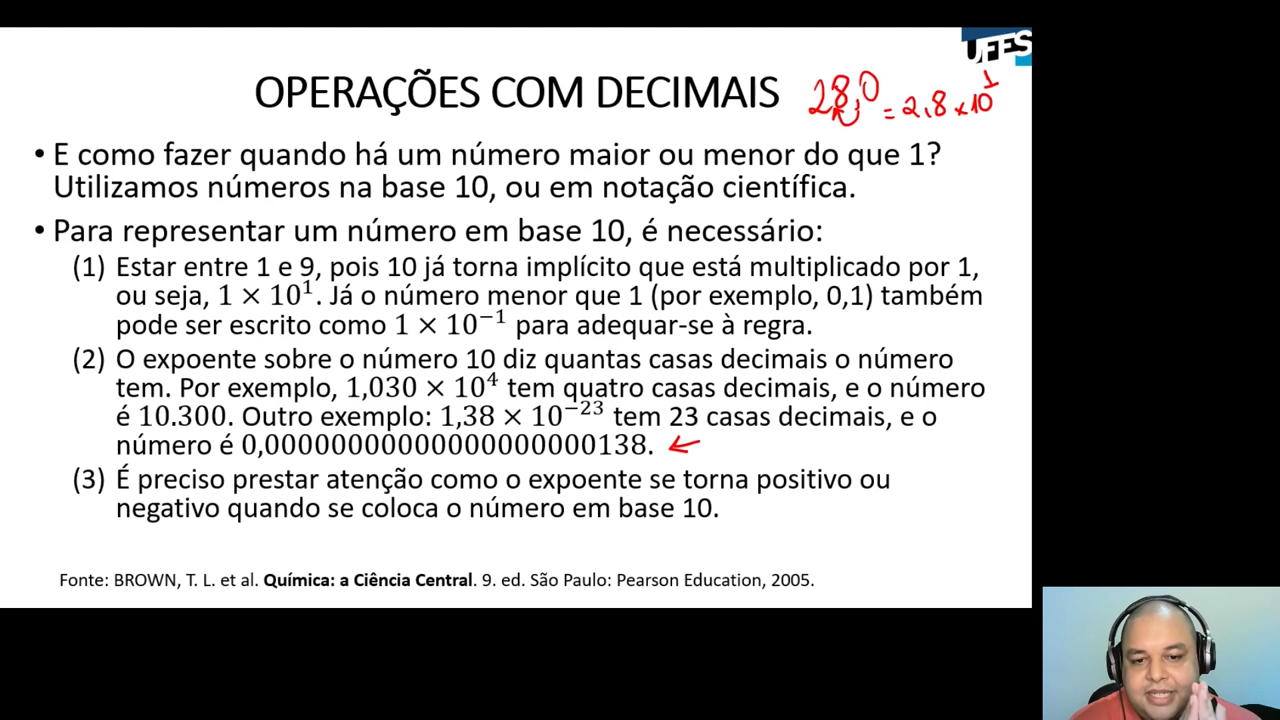 UFES
OPERAÇÕES COM DECIMAIS
28,0 = 2,8 × 10¹
• E como fazer quando há um número maior ou menor do que 1?
Utilizamos números na base 10, ou em notação científica.
• Para representar um número em base 10, é necessário:
(1) Estar entre 1 e 9, pois 10 já torna implícito que está multiplicado por 1,
ou seja, 1 × 10¹. Já o número menor que 1 (por exemplo, 0,1) também
pode ser escrito como 1 × 10⁻¹ para adequar-se à regra.
(2) O expoente sobre o número 10 diz quantas casas decimais o número
tem. Por exemplo, 1,030 × 10⁴ tem quatro casas decimais, e o número
é 10.300. Outro exemplo: 1,38 × 10⁻²³ tem 23 casas decimais, e o
número é 0,00000000000000000000000138.
(3) É preciso prestar atenção como o expoente se torna positivo ou
negativo quando se coloca o número em base 10.
Fonte: BROWN, T. L. et al. Química: a Ciência Central. 9. ed. São Paulo: Pearson Education, 2005.